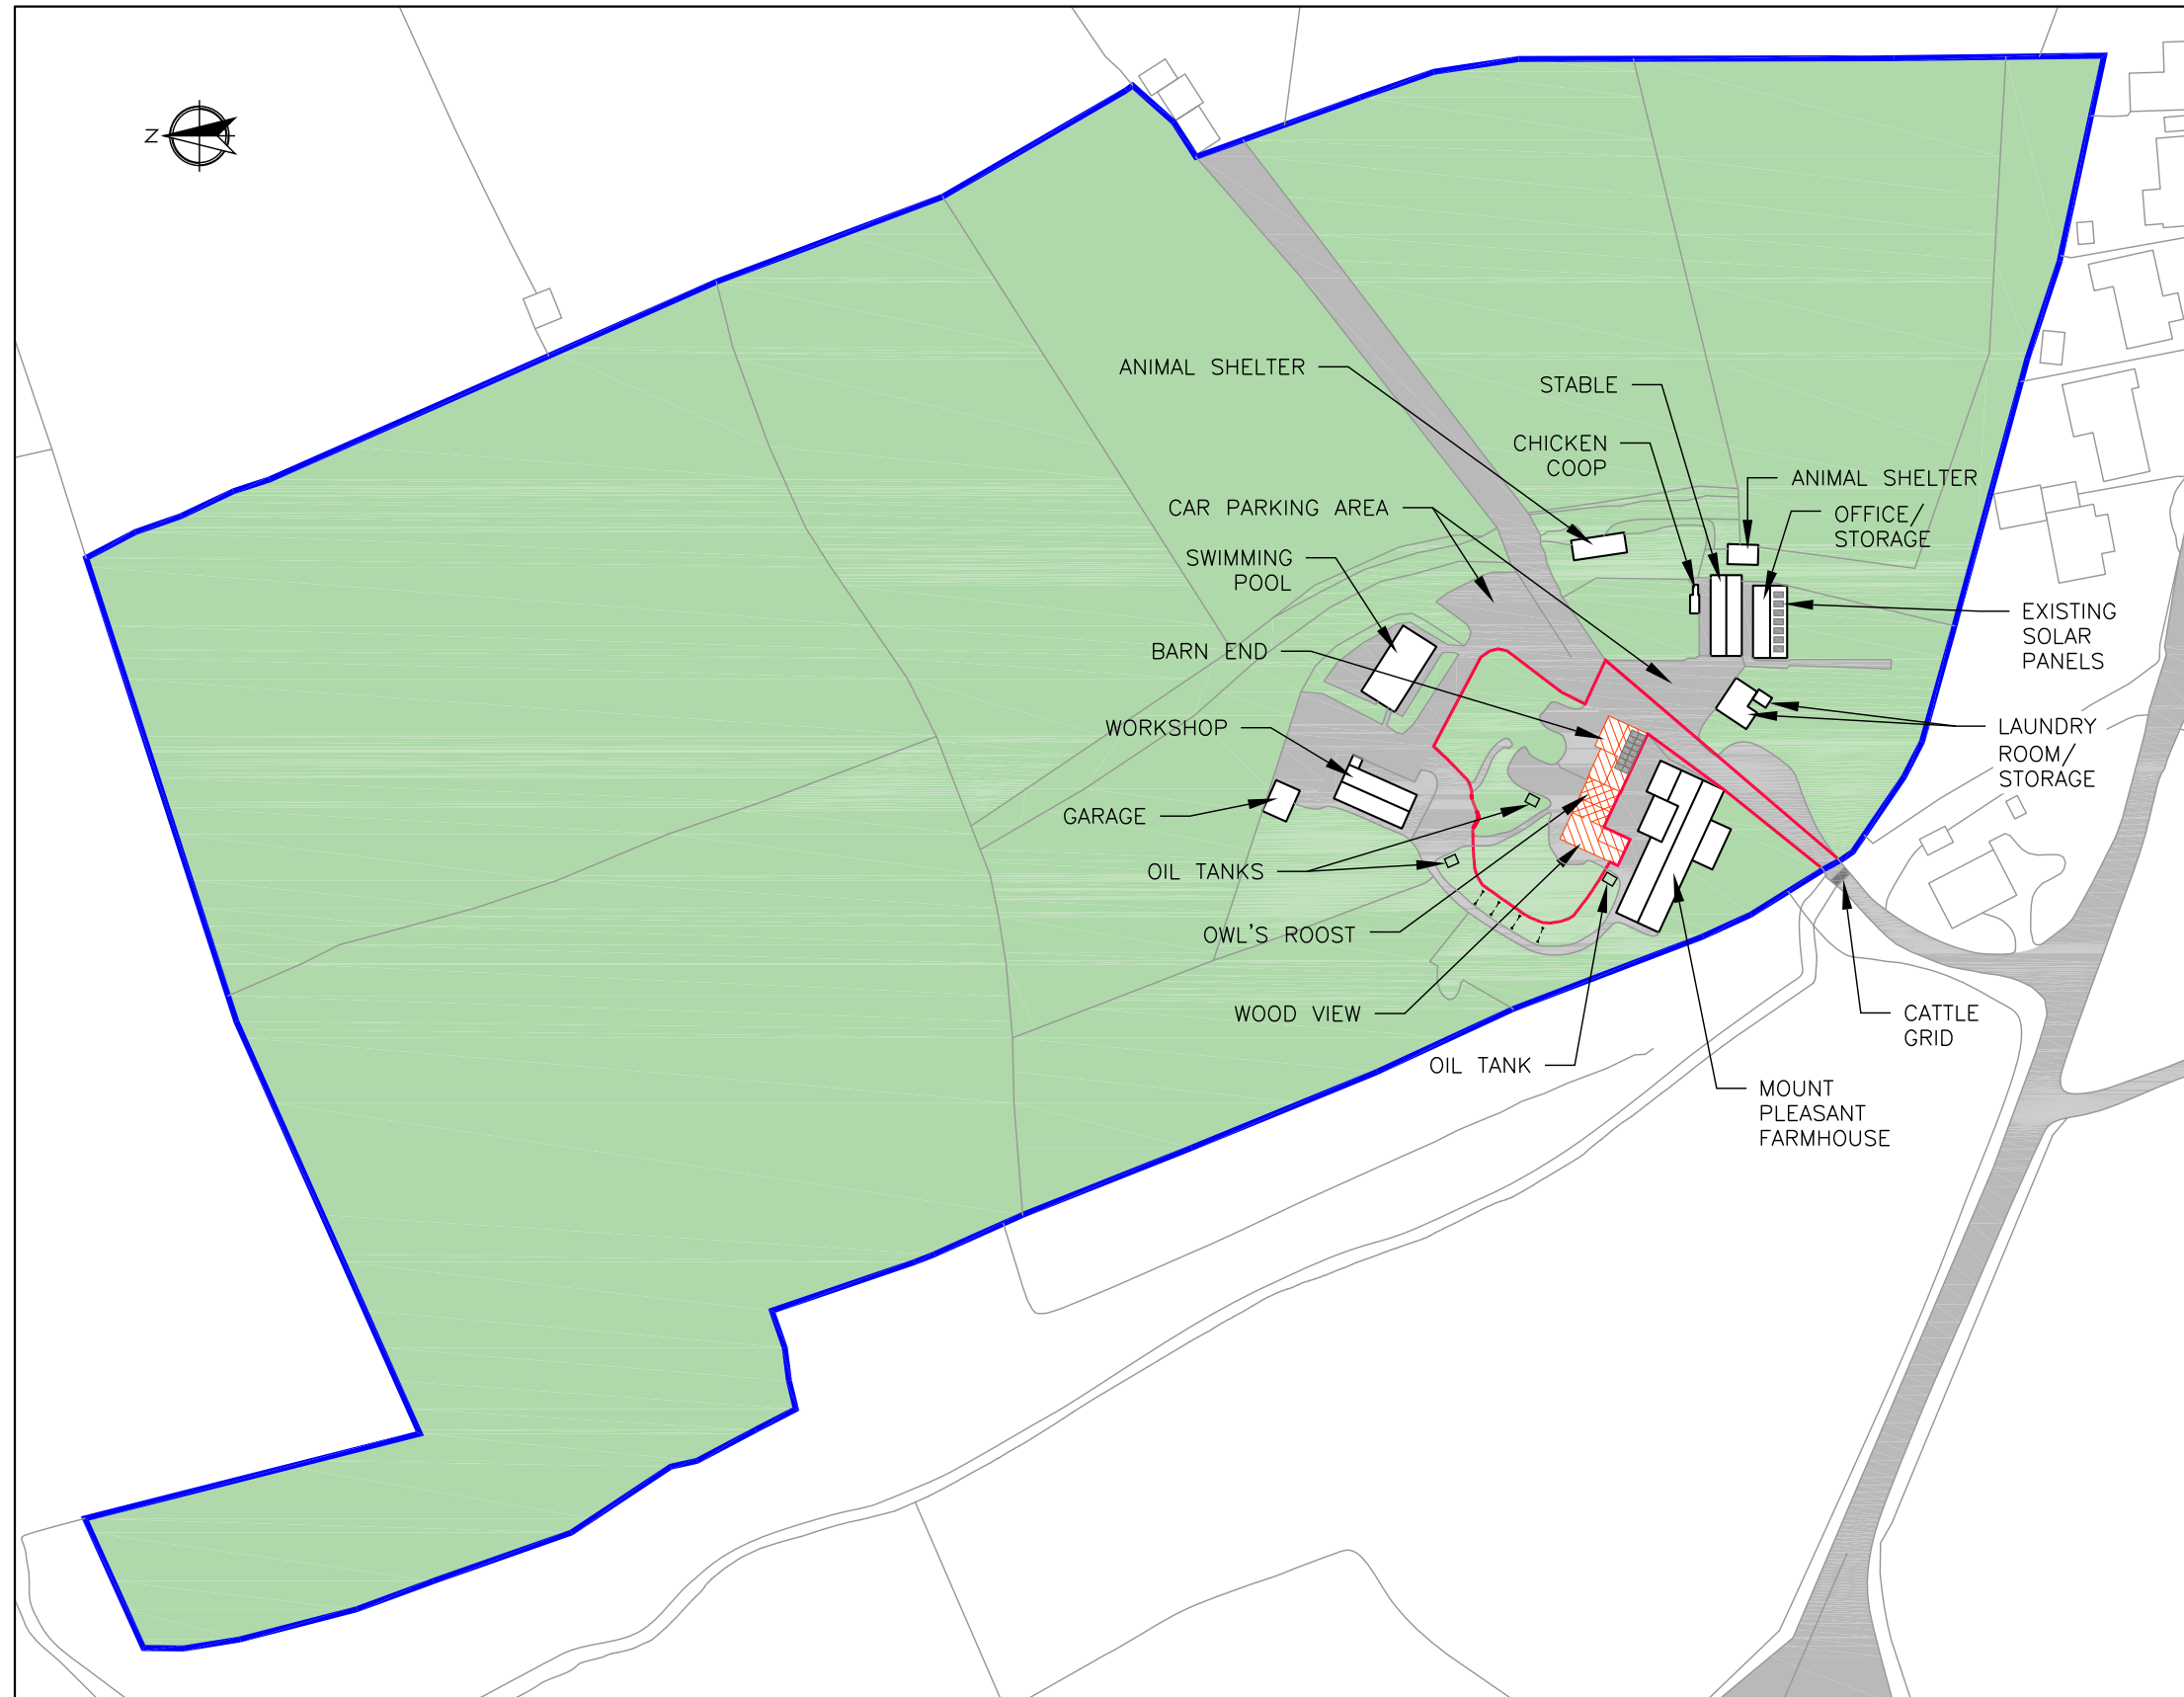 N
ANIMAL SHELTER
STABLE
CHICKEN
COOP
ANIMAL SHELTER
CAR PARKING AREA
OFFICE/
STORAGE
SWIMMING
POOL
EXISTING
SOLAR
PANELS
BARN END
WORKSHOP
LAUNDRY
ROOM/
STORAGE
GARAGE
OIL TANKS
OWL'S ROOST
WOOD VIEW
CATTLE
GRID
OIL TANK
MOUNT
PLEASANT
FARMHOUSE